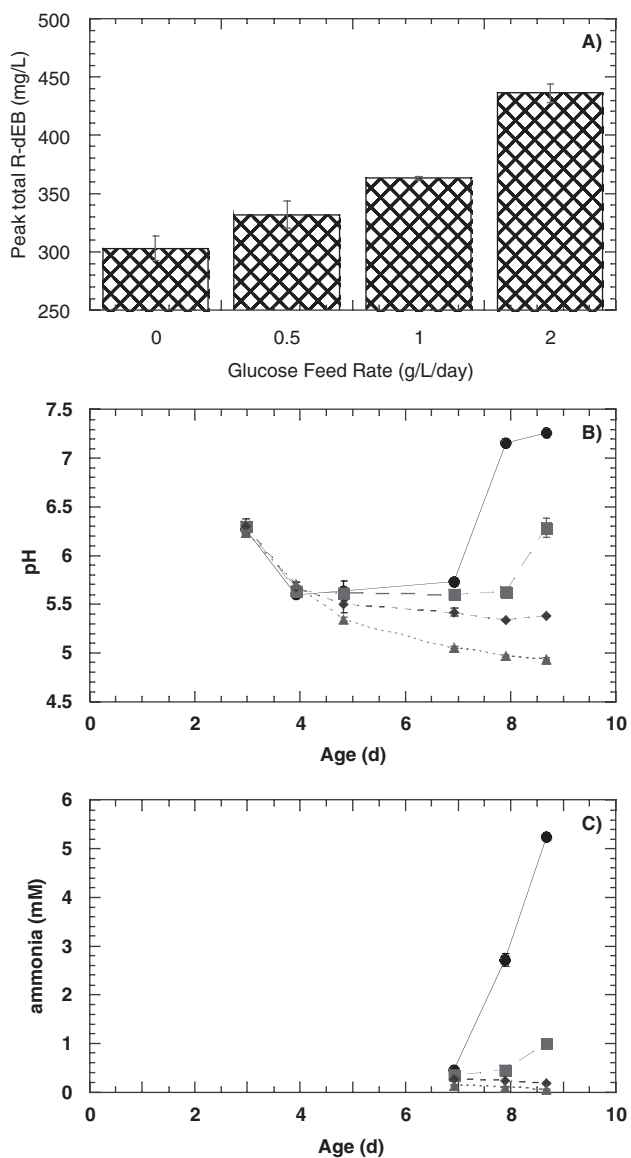 A)
Peak total R-dEB (mg/L)
500
450
400
350
300
250
0 0.5 1 2
Glucose Feed Rate (g/L/day)
B)
pH
7.5
7
6.5
6
5.5
5
4.5
0 2 4 6 8 10
Age (d)
C)
ammonia (mM)
6
5
4
3
2
1
0
0 2 4 6 8 10
Age (d)